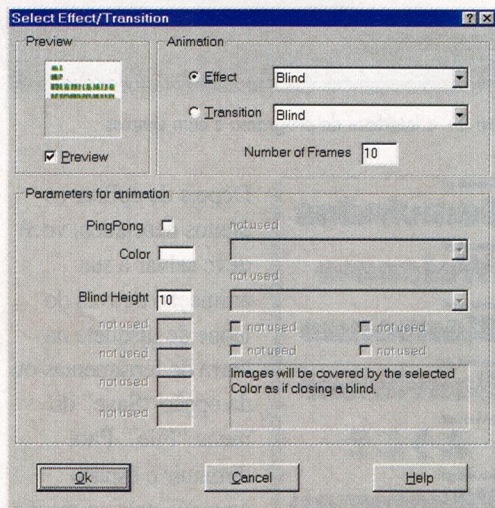 Select Effect/Transition
Preview
Preview
Animation
Effect Blind
Transition Blind
Number of Frames 10
Parameters for animation
PingPong
Color
Blind Height 10
not used
not used
not used
not used
not used
not used
not used not used
not used not used
Images will be covered by the selected
Color as if closing a blind.
Ok Cancel Help